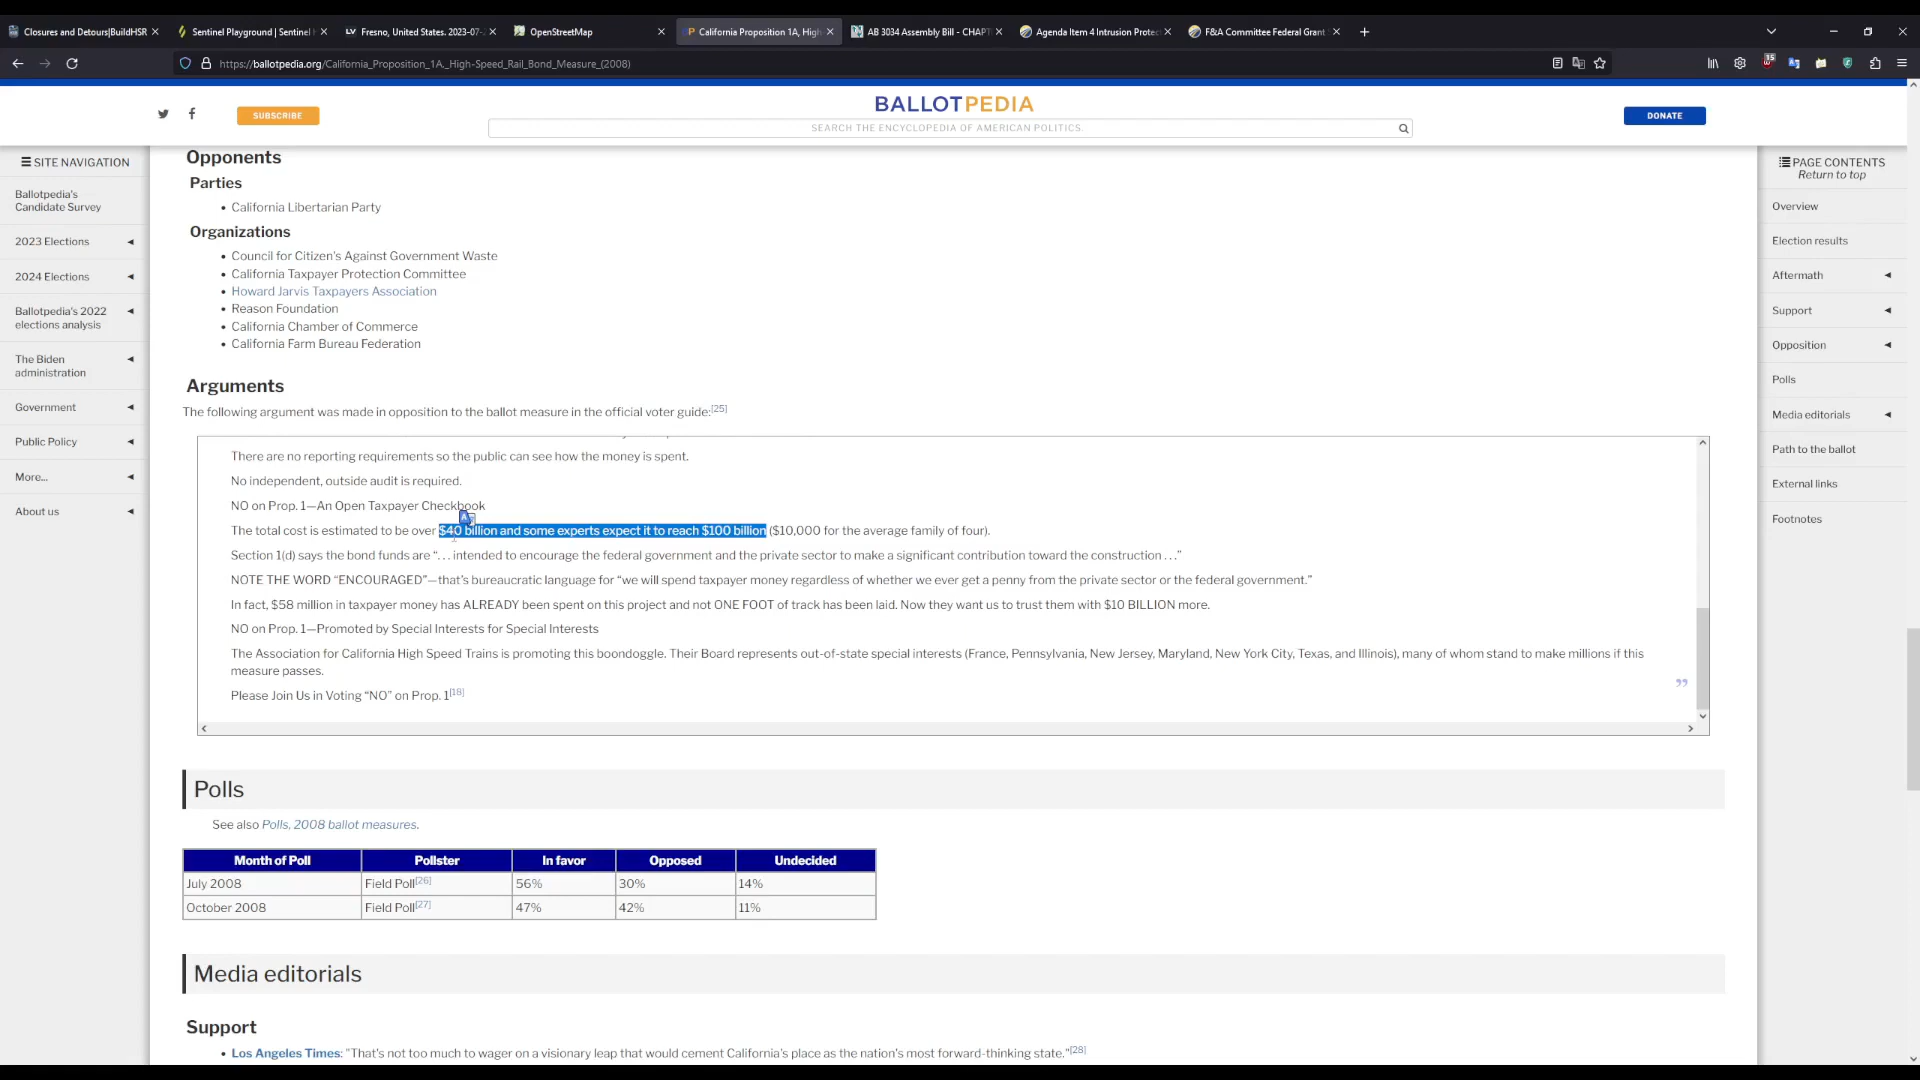 Closures and Detours|BuildHSR
Sentinel Playground | Sentinel
Fresno, United States. 2023-07-
OpenStreetMap
California Proposition 1A, High-
AB 3034 Assembly Bill - CHAPT
Agenda Item 4 Intrusion Protec
F&A Committee Federal Grant
https://ballotpedia.org/California_Proposition_1A,_High-Speed_Rail_Bond_Measure_(2008)
SUBSCRIBE
BALLOTPEDIA
SEARCH THE ENCYCLOPEDIA OF AMERICAN POLITICS
DONATE
SITE NAVIGATION
Ballotpedia's
Candidate Survey
2023 Elections
2024 Elections
Ballotpedia's 2022
elections analysis
The Biden
administration
Government
Public Policy
More...
About us
Opponents
Parties
• California Libertarian Party
Organizations
• Council for Citizen's Against Government Waste
• California Taxpayer Protection Committee
• Howard Jarvis Taxpayers Association
• Reason Foundation
• California Chamber of Commerce
• California Farm Bureau Federation
Arguments
The following argument was made in opposition to the ballot measure in the official voter guide:[25]
There are no reporting requirements so the public can see how the money is spent.
No independent, outside audit is required.
NO on Prop. 1—An Open Taxpayer Checkbook
The total cost is estimated to be over $40 billion and some experts expect it to reach $100 billion ($10,000 for the average family of four).
Section 1(d) says the bond funds are “. . . intended to encourage the federal government and the private sector to make a significant contribution toward the construction . . .”
NOTE THE WORD “ENCOURAGED”—that’s bureaucratic language for “we will spend taxpayer money regardless of whether we ever get a penny from the private sector or the federal government.”
In fact, $58 million in taxpayer money has ALREADY been spent on this project and not ONE FOOT of track has been laid. Now they want us to trust them with $10 BILLION more.
NO on Prop. 1—Promoted by Special Interests for Special Interests
The Association for California High Speed Trains is promoting this boondoggle. Their Board represents out-of-state special interests (France, Pennsylvania, New Jersey, Maryland, New York City, Texas, and Illinois), many of whom stand to make millions if this
measure passes.
Please Join Us in Voting “NO” on Prop. 1[18]
”
Polls
See also Polls, 2008 ballot measures.
Month of Poll Pollster In favor Opposed Undecided
July 2008 Field Poll[26] 56% 30% 14%
October 2008 Field Poll[27] 47% 42% 11%
Media editorials
Support
• Los Angeles Times: "That's not too much to wager on a visionary leap that would cement California's place as the nation's most forward-thinking state."[28]
PAGE CONTENTS
Return to top
Overview
Election results
Aftermath
Support
Opposition
Polls
Media editorials
Path to the ballot
External links
Footnotes